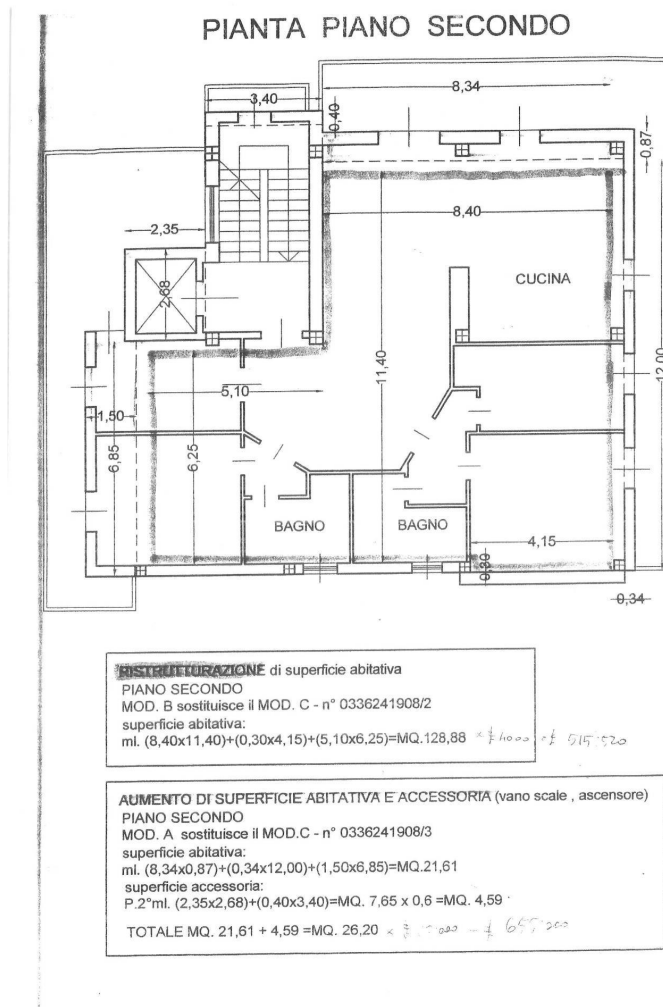 PIANTA PIANO SECONDO
3,40
8,34
0,40
0,87
2,35
8,40
2,68
CUCINA
11,40
12,00
5,10
1,50
6,85
6,25
BAGNO
BAGNO
4,15
0,30
0,34
RISTRUTTURAZIONE di superficie abitativa
PIANO SECONDO
MOD. B sostituisce il MOD. C - n° 0336241908/2
superficie abitativa:
ml. (8,40x11,40)+(0,30x4,15)+(5,10x6,25)=MQ.128,88 x £ 4000 = £ 515.520
AUMENTO DI SUPERFICIE ABITATIVA E ACCESSORIA (vano scale , ascensore)
PIANO SECONDO
MOD. A sostituisce il MOD.C - n° 0336241908/3
superficie abitativa:
ml. (8,34x0,87)+(0,34x12,00)+(1,50x6,85)=MQ.21,61
superficie accessoria:
P.2°ml. (2,35x2,68)+(0,40x3,40)=MQ. 7,65 x 0,6 =MQ. 4,59
TOTALE MQ. 21,61 + 4,59 =MQ. 26,20 x £